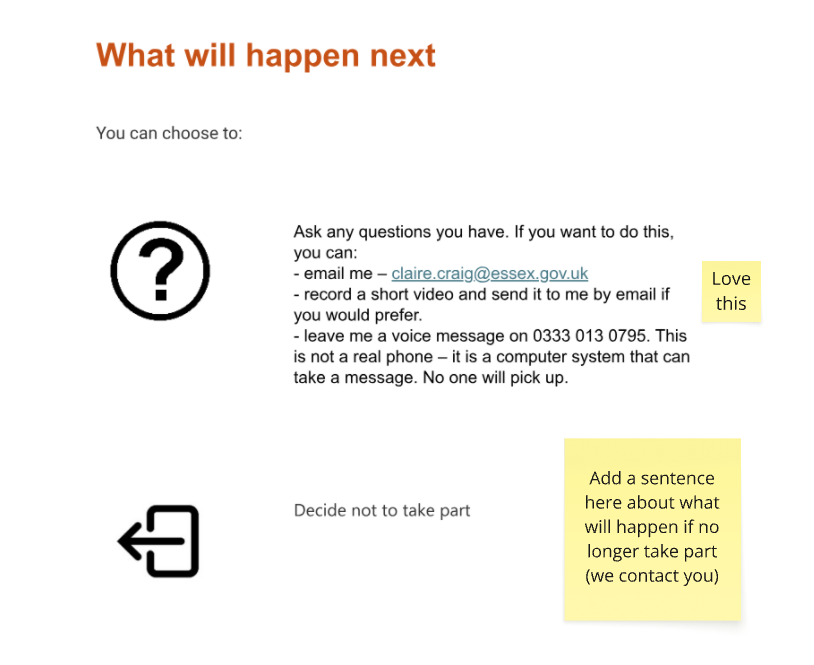 What will happen next
You can choose to:
?
Ask any questions you have. If you want to do this,
you can:
- email me – claire.craig@essex.gov.uk
- record a short video and send it to me by email if
you would prefer.
- leave me a voice message on 0333 013 0795. This
is not a real phone – it is a computer system that can
take a message. No one will pick up.
Love
this
Decide not to take part
Add a sentence
here about what
will happen if no
longer take part
(we contact you)